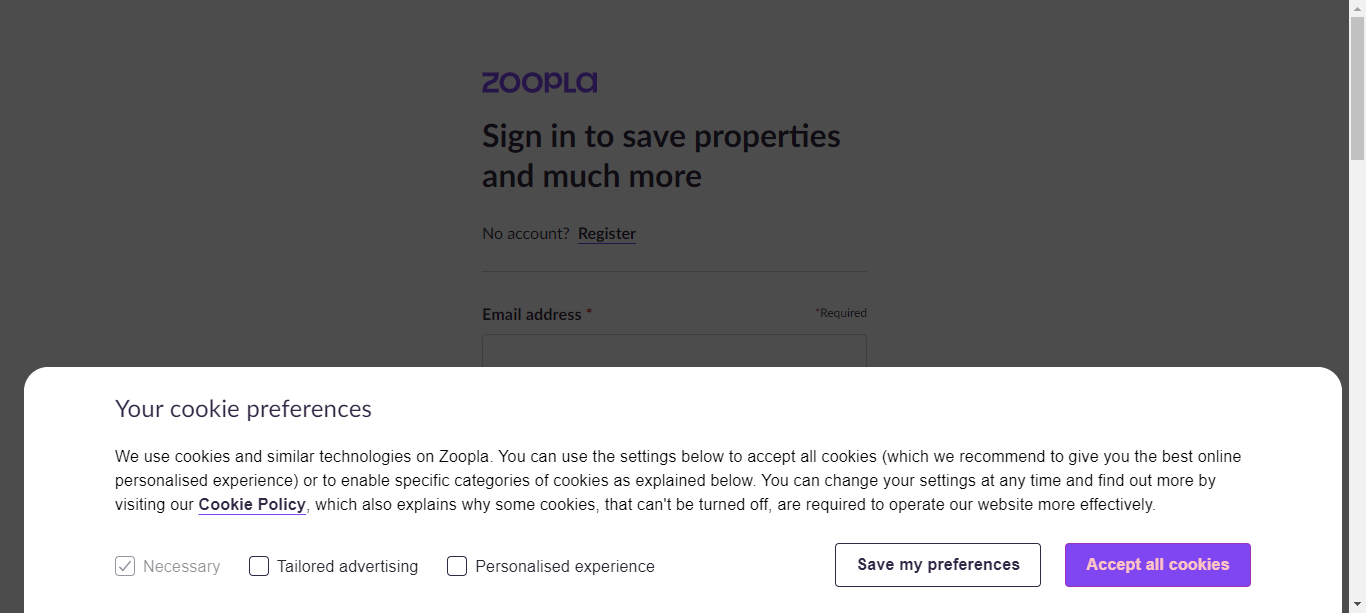 ZOOPLA
Sign in to save properties
and much more
No account? Register
Email address *
*Required
Your cookie preferences
We use cookies and similar technologies on Zoopla. You can use the settings below to accept all cookies (which we recommend to give you the best online
personalised experience) or to enable specific categories of cookies as explained below. You can change your settings at any time and find out more by
visiting our Cookie Policy, which also explains why some cookies, that can't be turned off, are required to operate our website more effectively.
Necessary
Tailored advertising
Personalised experience
Save my preferences
Accept all cookies